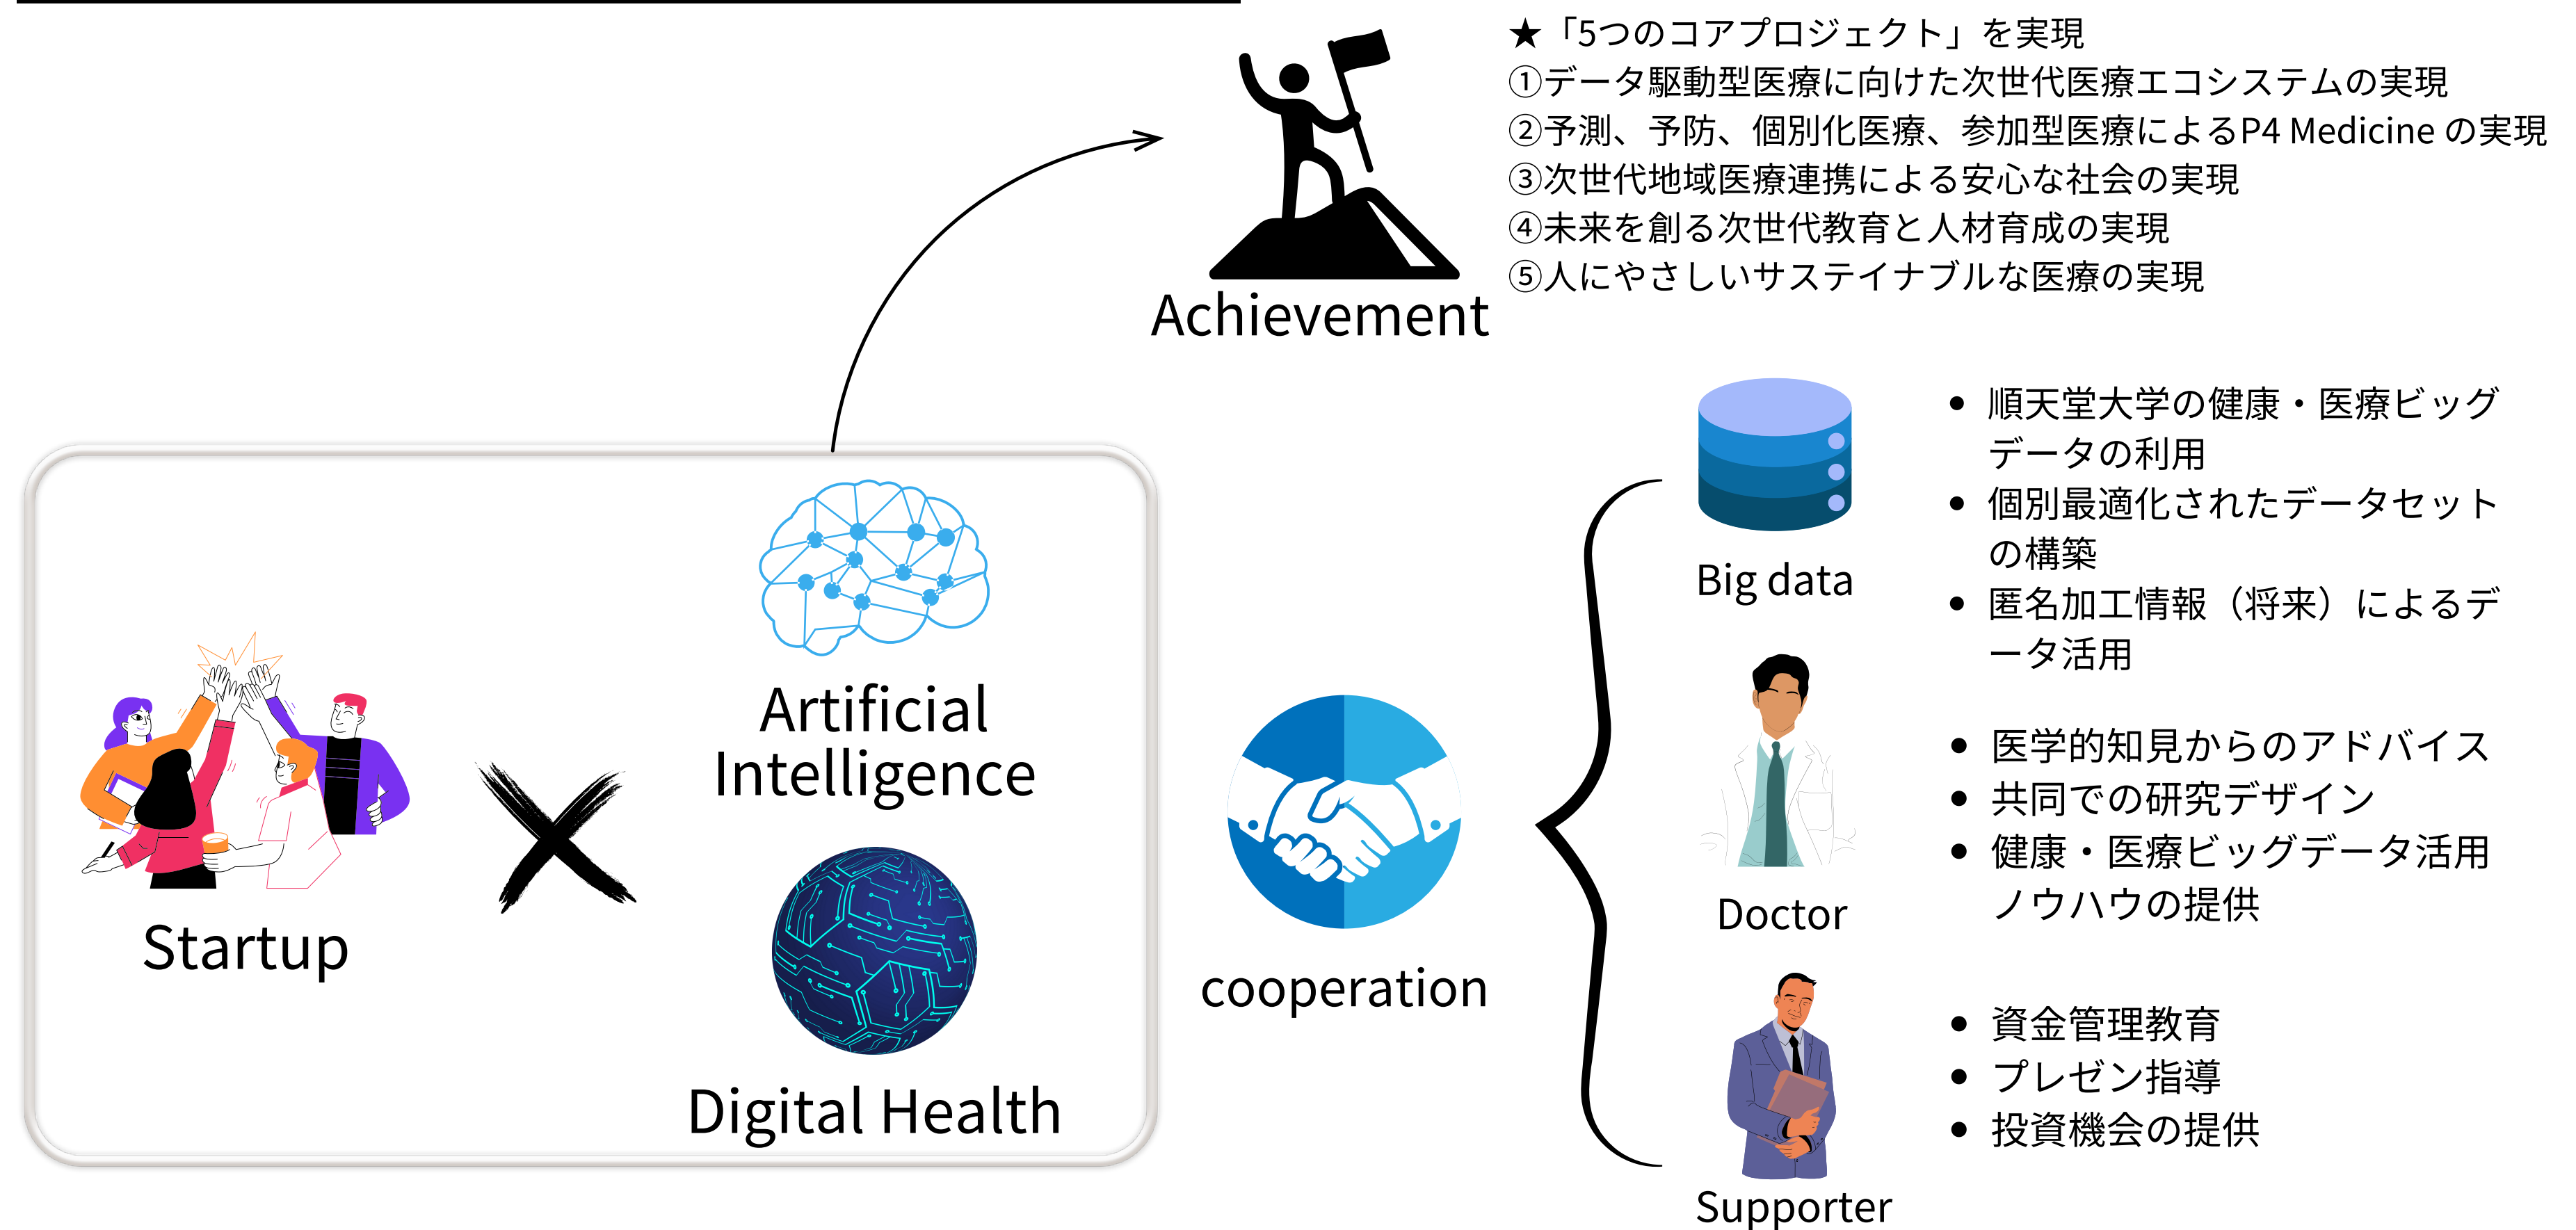 ★「5つのコアプロジェクト」を実現
①データ駆動型医療に向けた次世代医療エコシステムの実現
②予測、予防、個別化医療、参加型医療によるP4 Medicine の実現
③次世代地域医療連携による安心な社会の実現
④未来を創る次世代教育と人材育成の実現
⑤人にやさしいサステイナブルな医療の実現
Achievement
Startup
Artificial
Intelligence
Digital Health
cooperation
Big data
• 順天堂大学の健康・医療ビッグ
データの利用
• 個別最適化されたデータセット
の構築
• 匿名加工情報（将来）によるデ
ータ活用
Doctor
• 医学的知見からのアドバイス
• 共同での研究デザイン
• 健康・医療ビッグデータ活用
ノウハウの提供
Supporter
• 資金管理教育
• プレゼン指導
• 投資機会の提供